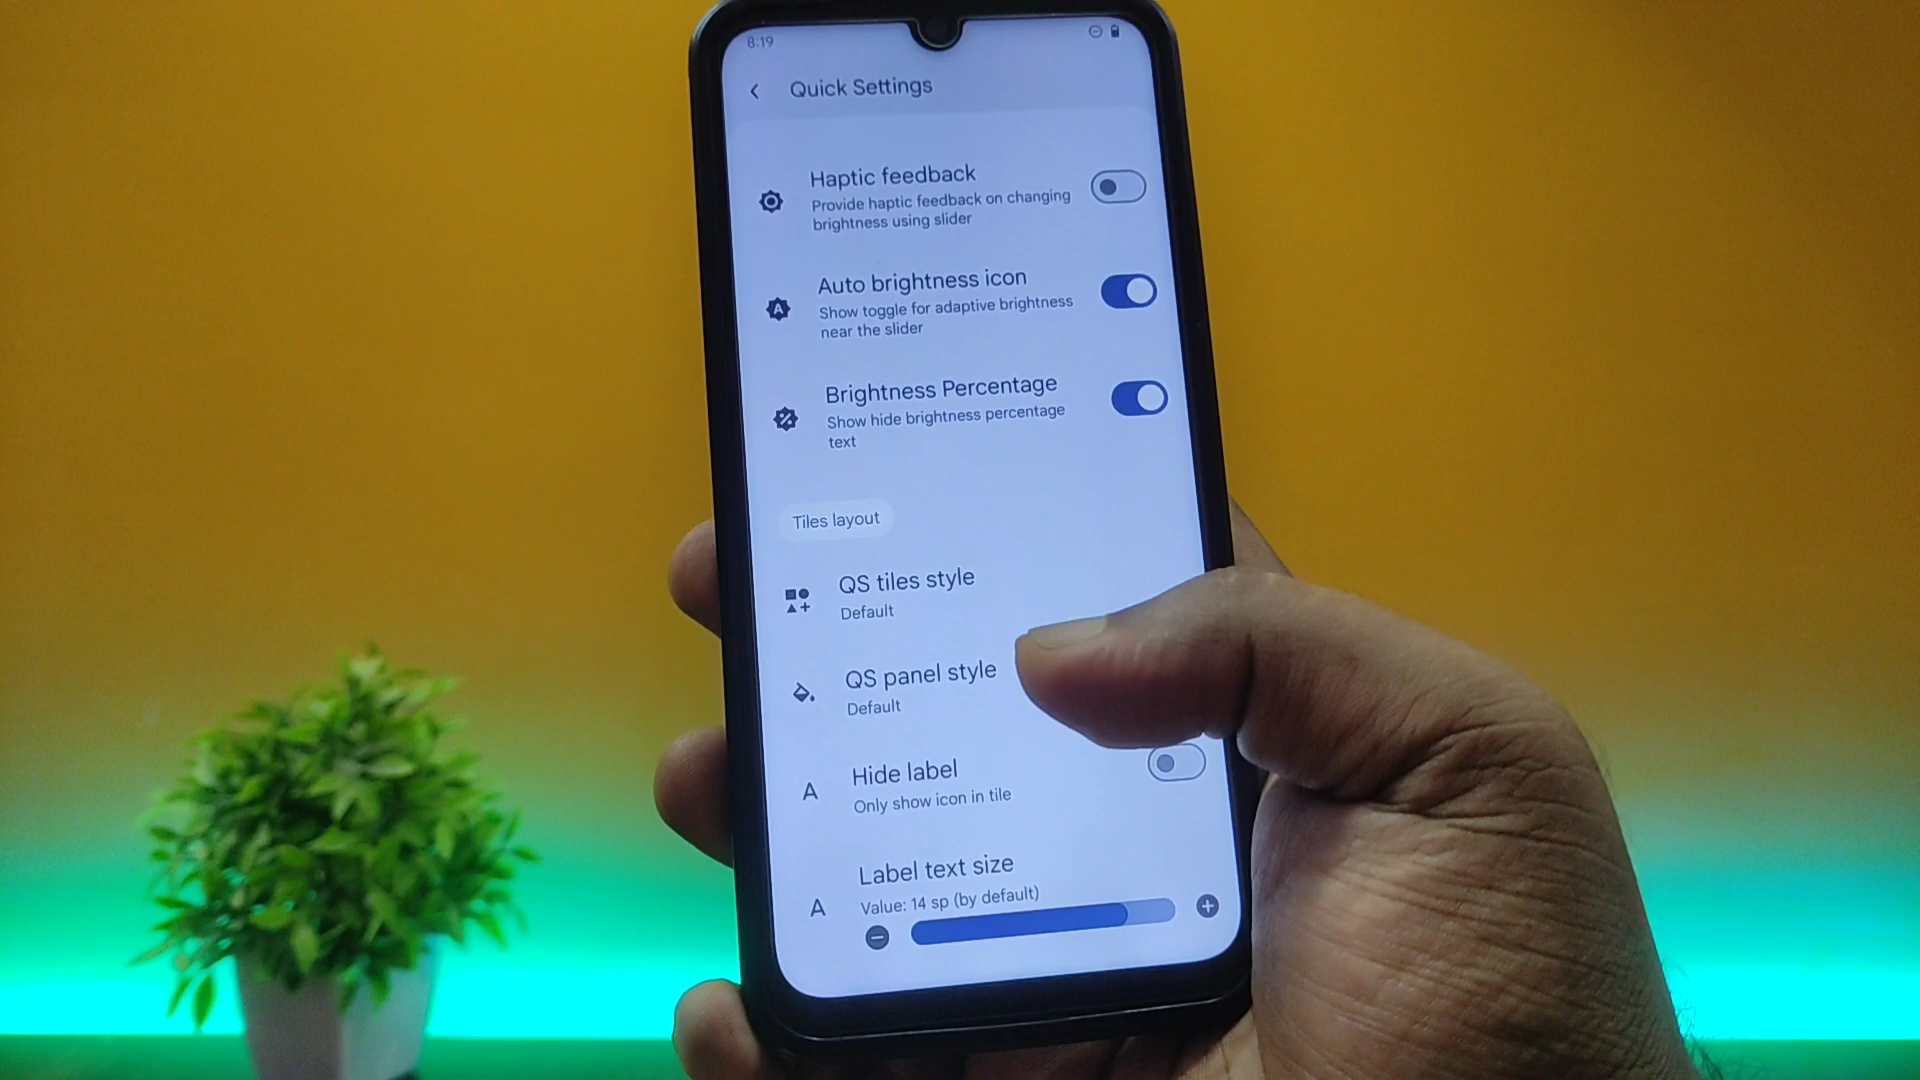 8:19
Quick Settings
Haptic feedback
Provide haptic feedback on changing
brightness using slider
Auto brightness icon
Show toggle for adaptive brightness
near the slider
Brightness Percentage
Show hide brightness percentage
text
Tiles layout
QS tiles style
Default
QS panel style
Default
Hide label
Only show icon in tile
Label text size
Value: 14 sp (by default)